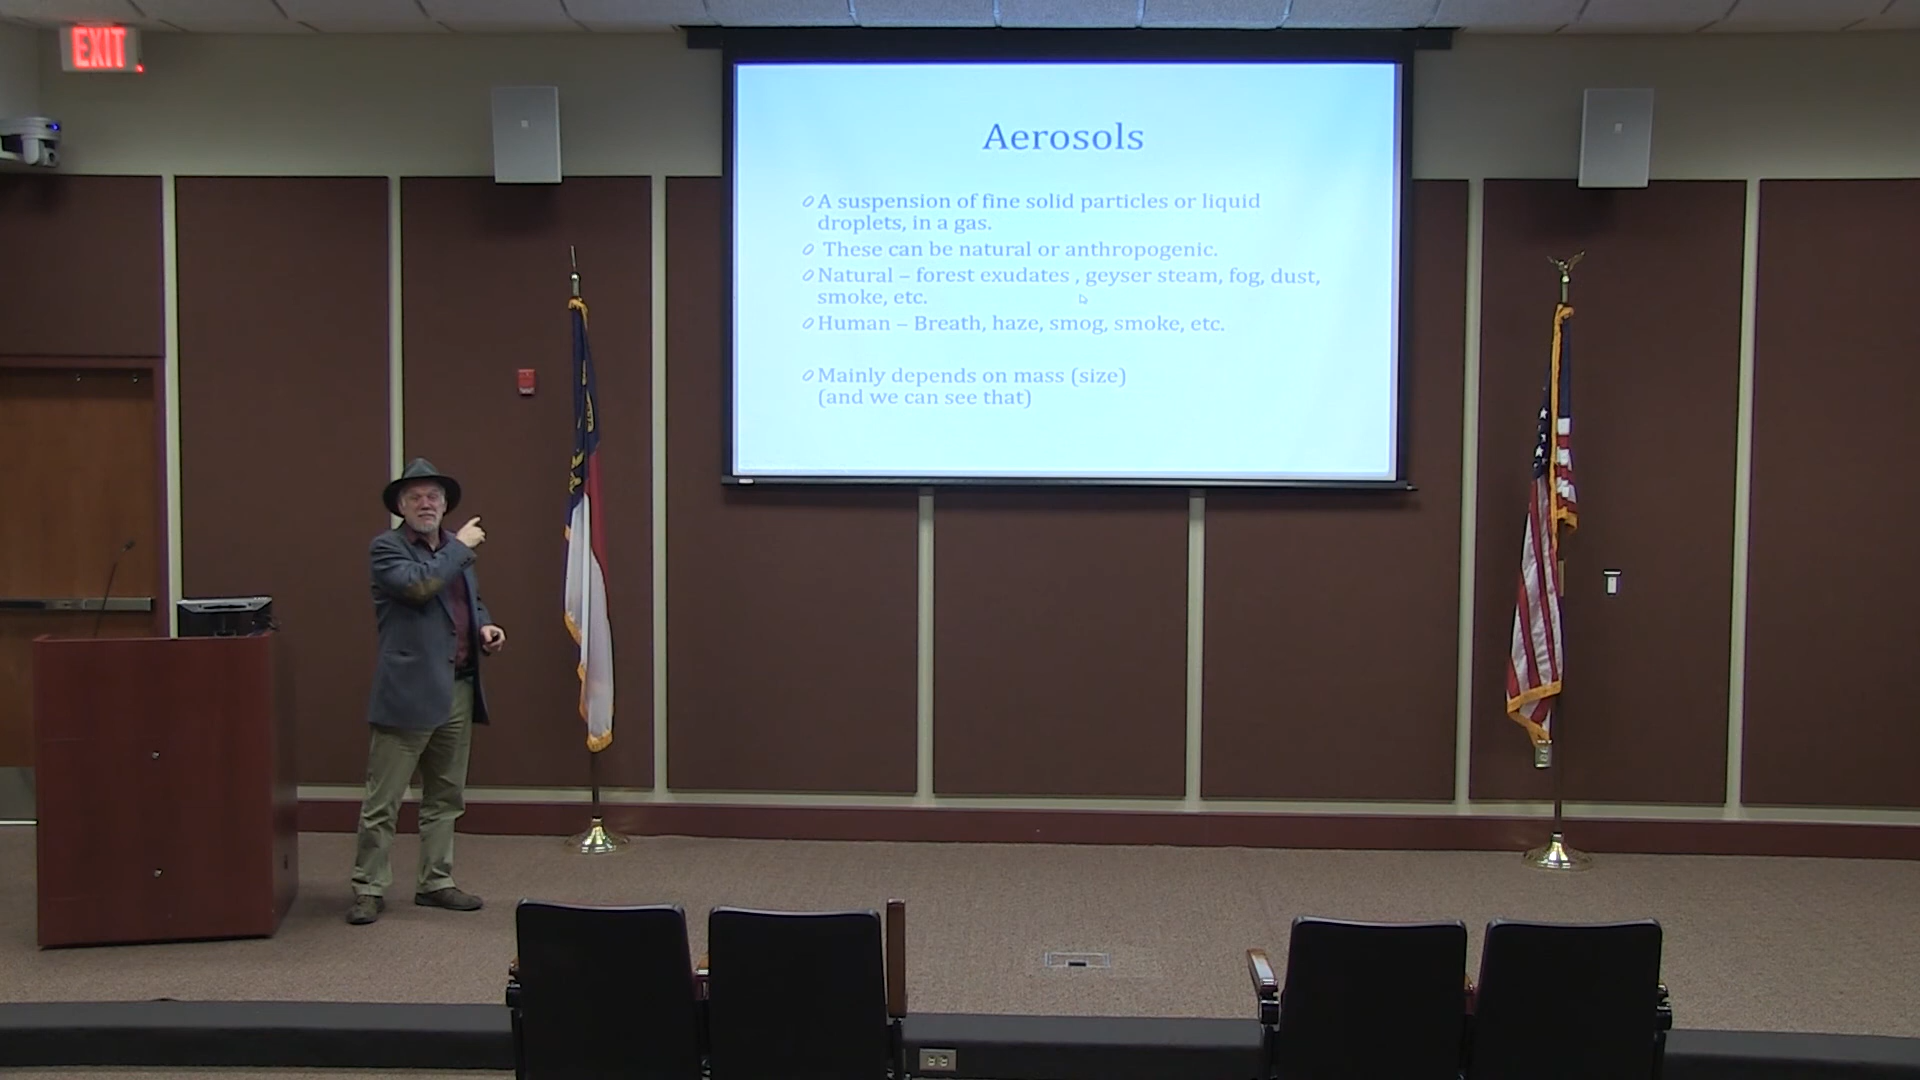 EXIT
Aerosols
A suspension of fine solid particles or liquid
droplets, in a gas.
These can be natural or anthropogenic.
Natural – forest exudates , geyser steam, fog, dust,
smoke, etc.
Human – Breath, haze, smog, smoke, etc.
Mainly depends on mass (size)
(and we can see that)